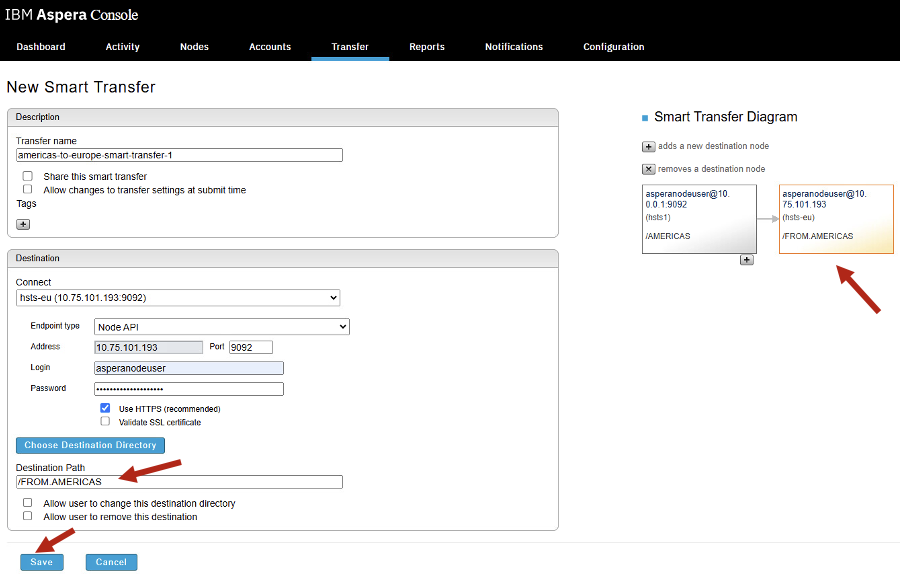 IBM Aspera Console
Dashboard Activity Nodes Accounts Transfer Reports Notifications Configuration
New Smart Transfer
Description
Transfer name
americas-to-europe-smart-transfer-1
Share this smart transfer
Allow changes to transfer settings at submit time
Tags
+
Destination
Connect
hsts-eu (10.75.101.193:9092)
Endpoint type Node API
Address 10.75.101.193 Port 9092
Login asperanodeuser
Password ••••••••••••••••••••
Use HTTPS (recommended)
Validate SSL certificate
Choose Destination Directory
Destination Path
/FROM.AMERICAS
Allow user to change this destination directory
Allow user to remove this destination
Save Cancel
Smart Transfer Diagram
+ adds a new destination node
x removes a destination node
asperanodeuser@10.
0.0.1:9092
(hsts1)
/AMERICAS
+
asperanodeuser@10.
75.101.193
(hsts-eu)
/FROM.AMERICAS